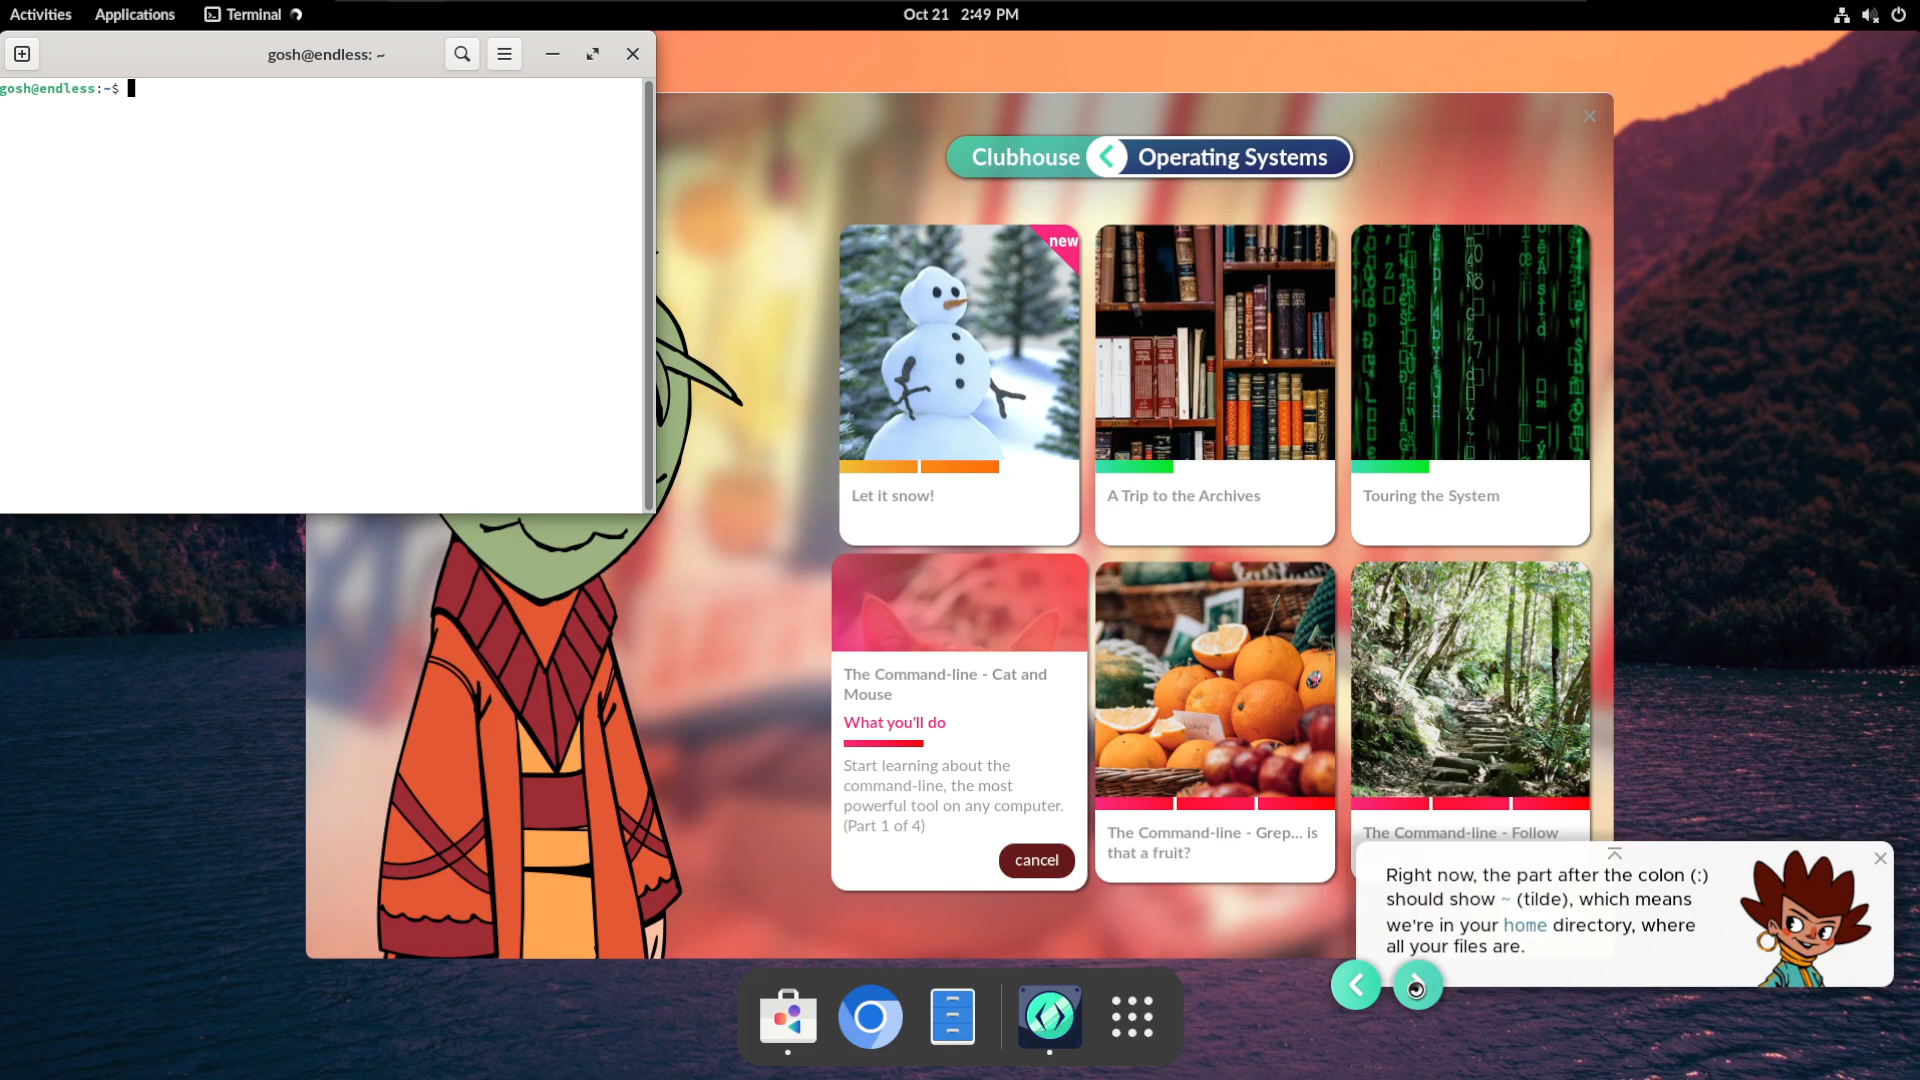 Activities Applications Terminal Oct 21 2:49 PM
gosh@endless: ~
gosh@endless:~$
Clubhouse Operating Systems
new
Let it snow!
A Trip to the Archives
Touring the System
The Command-line - Cat and
Mouse
What you'll do
Start learning about the
command-line, the most
powerful tool on any computer.
(Part 1 of 4)
cancel
The Command-line - Grep... is
that a fruit?
The Command-line - Follow
Right now, the part after the colon (:)
should show ~ (tilde), which means
we're in your home directory, where
all your files are.